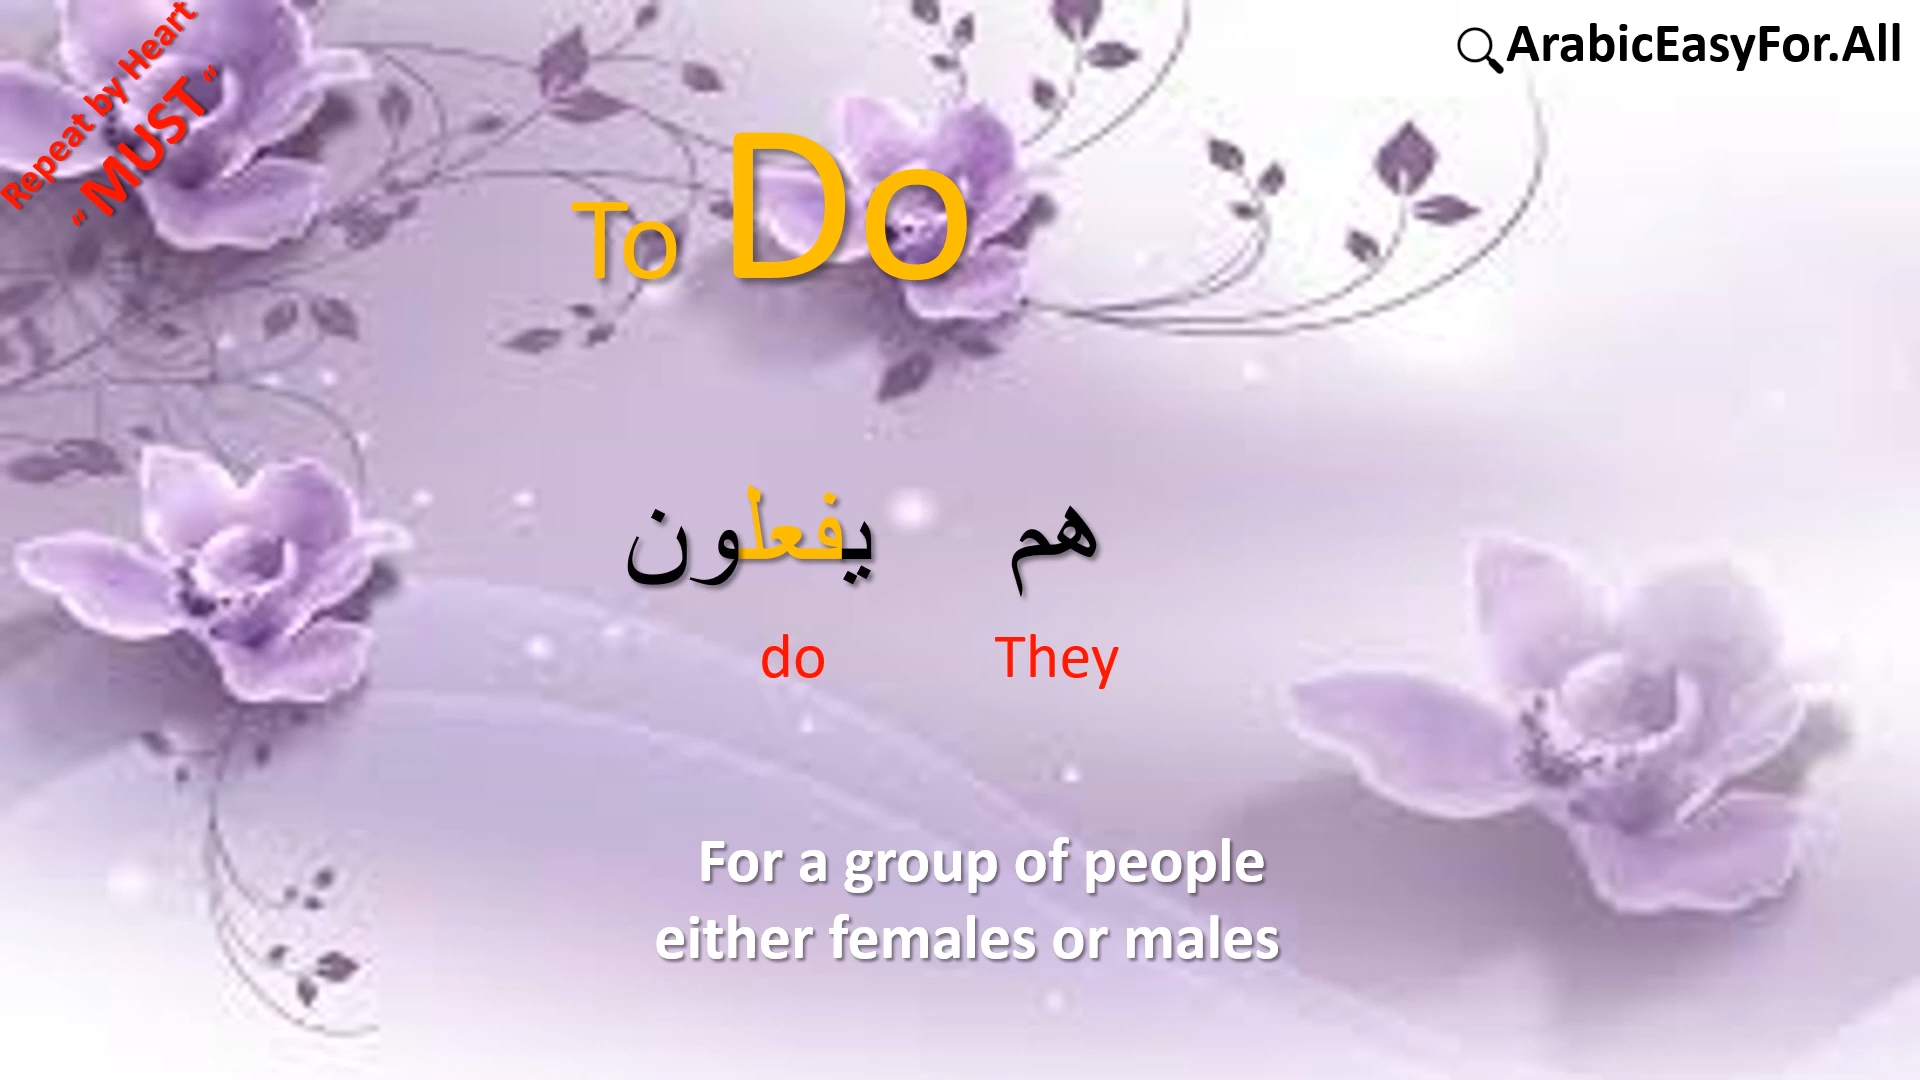 Repeat by Heart
“ MUST “
ArabicEasyFor.All
To Do
هم يفعلون
do They
For a group of people
either females or males